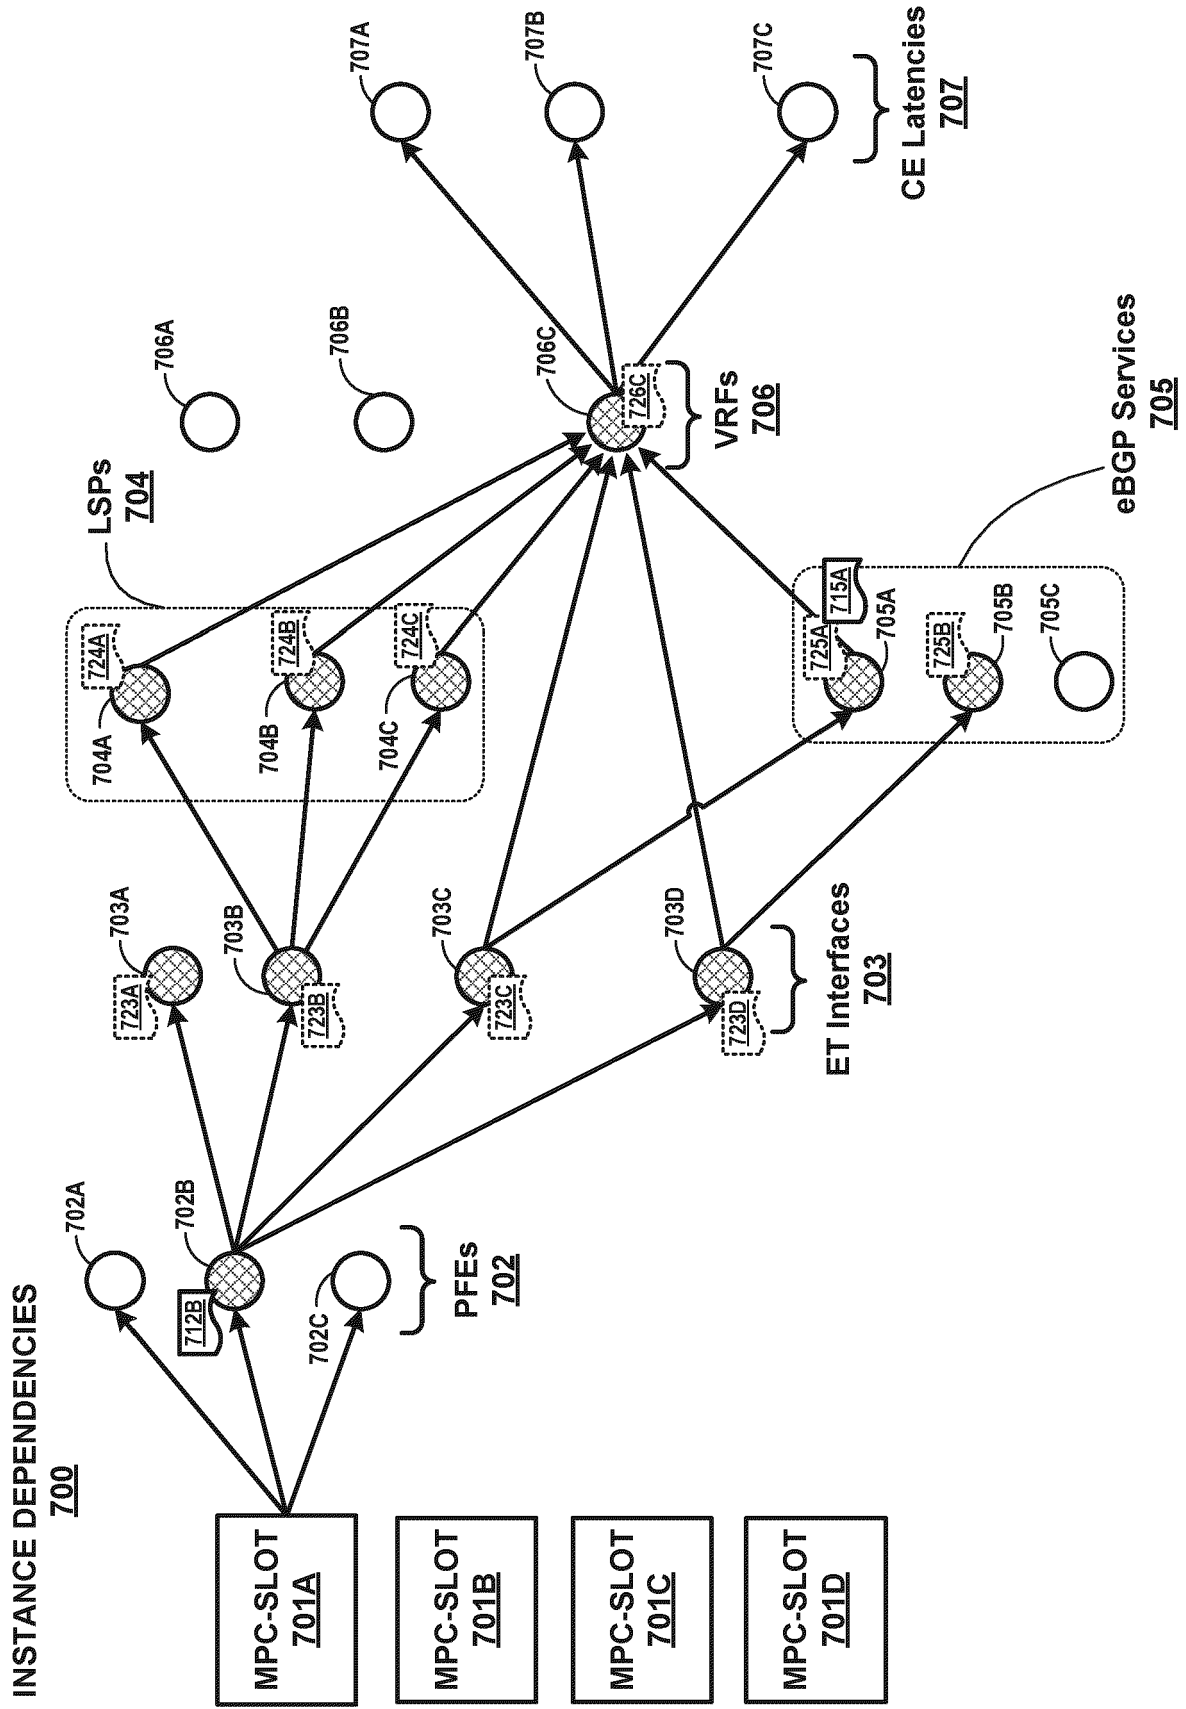 INSTANCE DEPENDENCIES
700
MPC-SLOT
701A
MPC-SLOT
701B
MPC-SLOT
701C
MPC-SLOT
701D
702A
712B
702B
702C
PFEs
702
723A
703A
703B
723B
703C
723C
703D
723D
ET Interfaces
703
LSPs
704
704A
724A
704B
724B
704C
724C
725A
715A
705A
725B
705B
705C
eBGP Services
705
706A
706B
706C
726C
VRFs
706
707A
707B
707C
CE Latencies
707